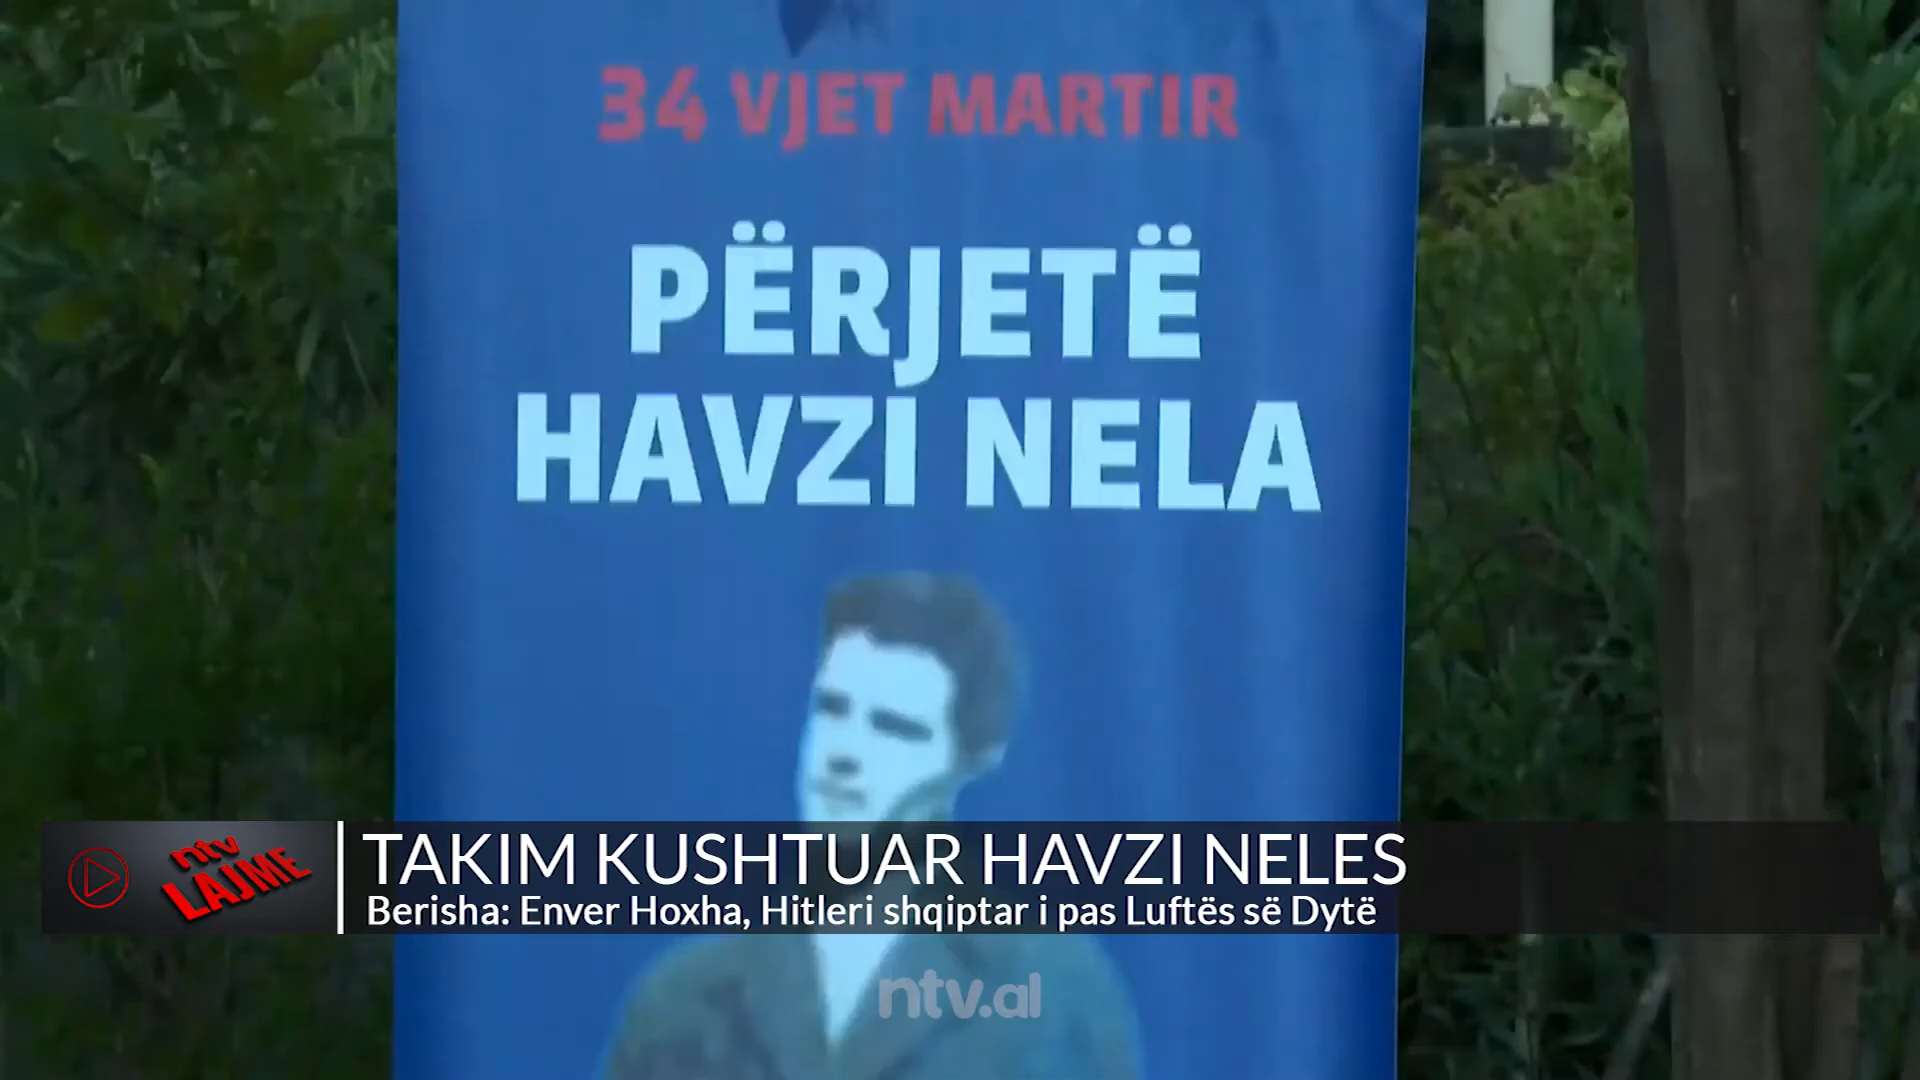 34 VJET MARTIR
PËRJETË
HAVZI NELA
ntv
LAJME
TAKIM KUSHTUAR HAVZI NELES
Berisha: Enver Hoxha, Hitleri shqiptar i pas Luftës së Dytë
ntv.al